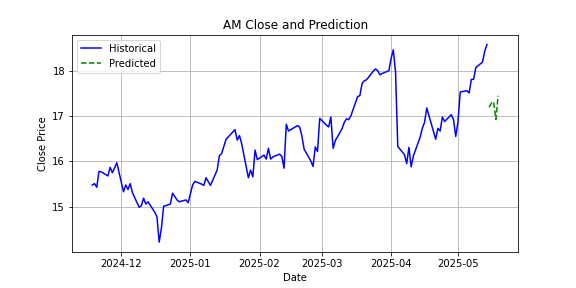 AM Close and Prediction
Historical
Predicted
Close Price
18
17
16
15
2024-12 2025-01 2025-02 2025-03 2025-04 2025-05
Date